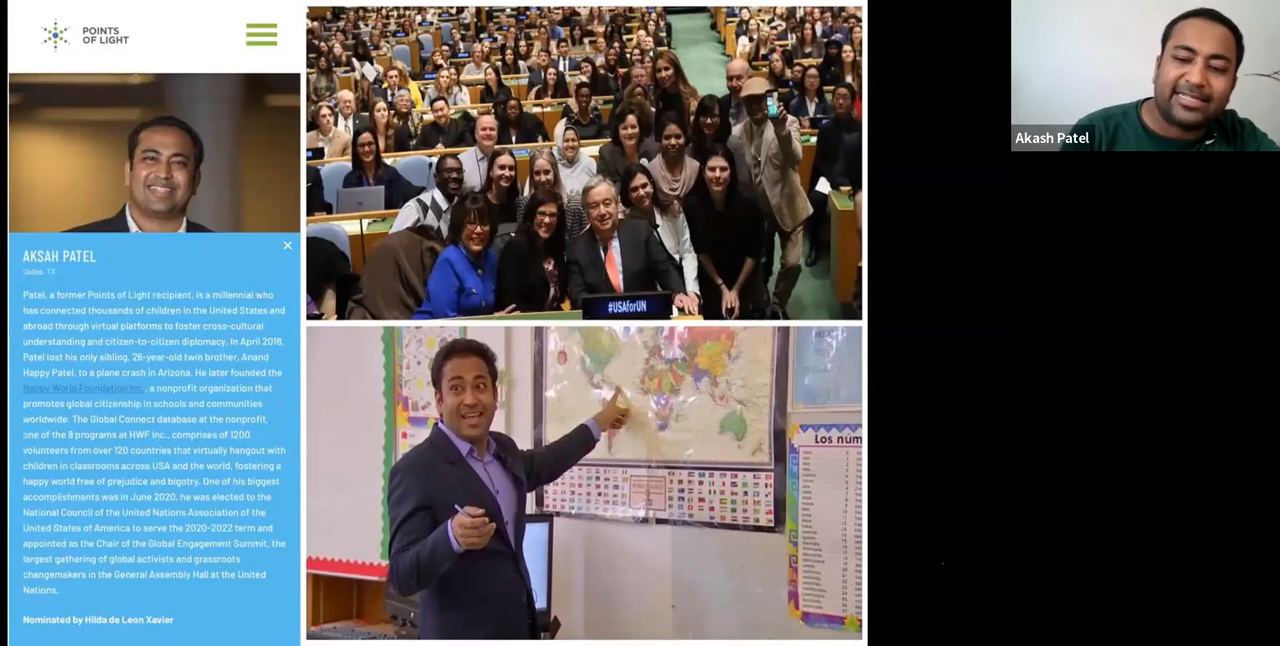 POINTS
OF LIGHT
AKSAH PATEL
Dallas, TX
Patel, a former Points of Light recipient, is a millennial who
has connected thousands of children in the United States and
abroad through virtual platforms to foster cross-cultural
understanding and citizen-to-citizen diplomacy. In April 2018,
Patel lost his only sibling, 26-year-old twin brother, Anand
Happy Patel, to a plane crash in Arizona. He later founded the
Happy World Foundation Inc., a nonprofit organization that
promotes global citizenship in schools and communities
worldwide. The Global Connect database at the nonprofit,
one of the 8 programs at HWF Inc., comprises of 1200
volunteers from over 120 countries that virtually hangout with
children in classrooms across USA and the world, fostering a
happy world free of prejudice and bigotry. One of his biggest
accomplishments was in June 2020, he was elected to the
National Council of the United Nations Association of the
United States of America to serve the 2020-2022 term and
appointed as the Chair of the Global Engagement Summit, the
largest gathering of global activists and grassroots
changemakers in the General Assembly Hall at the United
Nations.
Nominated by Hilda de Leon Xavier
#USAforUN
Los núm
Akash Patel